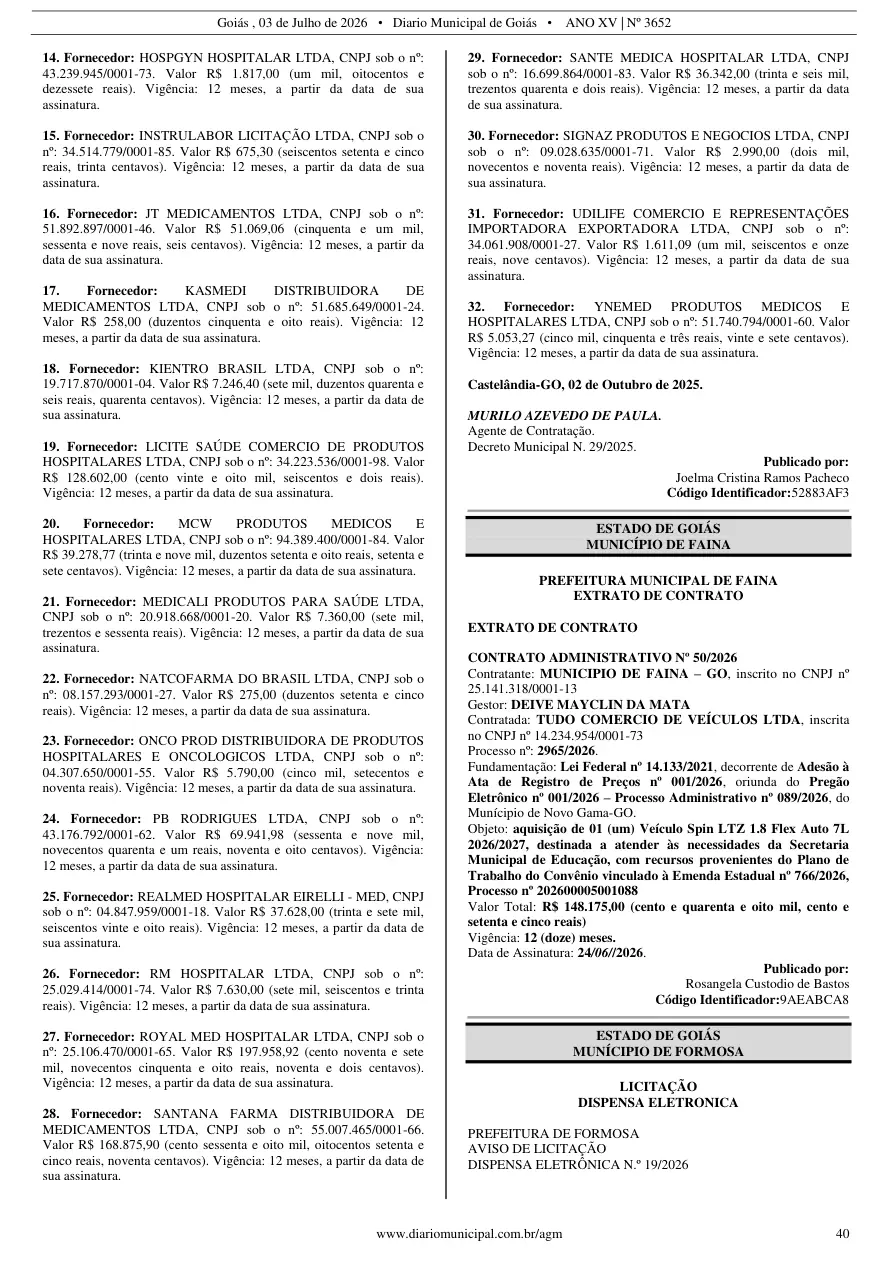 Goiás , 03 de Julho de 2026 • Diario Municipal de Goiás • ANO XV | Nº 3652
14. Fornecedor: HOSPGYN HOSPITALAR LTDA, CNPJ sob o nº:
43.239.945/0001-73. Valor R$ 1.817,00 (um mil, oitocentos e
dezessete reais). Vigência: 12 meses, a partir da data de sua
assinatura.
15. Fornecedor: INSTRULABOR LICITAÇÃO LTDA, CNPJ sob o
nº: 34.514.779/0001-85. Valor R$ 675,30 (seiscentos setenta e cinco
reais, trinta centavos). Vigência: 12 meses, a partir da data de sua
assinatura.
16. Fornecedor: JT MEDICAMENTOS LTDA, CNPJ sob o nº:
51.892.897/0001-46. Valor R$ 51.069,06 (cinquenta e um mil,
sessenta e nove reais, seis centavos). Vigência: 12 meses, a partir da
data de sua assinatura.
17. Fornecedor: KASMEDI DISTRIBUIDORA DE
MEDICAMENTOS LTDA, CNPJ sob o nº: 51.685.649/0001-24.
Valor R$ 258,00 (duzentos cinquenta e oito reais). Vigência: 12
meses, a partir da data de sua assinatura.
18. Fornecedor: KIENTRO BRASIL LTDA, CNPJ sob o nº:
19.717.870/0001-04. Valor R$ 7.246,40 (sete mil, duzentos quarenta e
seis reais, quarenta centavos). Vigência: 12 meses, a partir da data de
sua assinatura.
19. Fornecedor: LICITE SAÚDE COMERCIO DE PRODUTOS
HOSPITALARES LTDA, CNPJ sob o nº: 34.223.536/0001-98. Valor
R$ 128.602,00 (cento vinte e oito mil, seiscentos e dois reais).
Vigência: 12 meses, a partir da data de sua assinatura.
20. Fornecedor: MCW PRODUTOS MEDICOS E
HOSPITALARES LTDA, CNPJ sob o nº: 94.389.400/0001-84. Valor
R$ 39.278,77 (trinta e nove mil, duzentos setenta e oito reais, setenta e
sete centavos). Vigência: 12 meses, a partir da data de sua assinatura.
21. Fornecedor: MEDICALI PRODUTOS PARA SAÚDE LTDA,
CNPJ sob o nº: 20.918.668/0001-20. Valor R$ 7.360,00 (sete mil,
trezentos e sessenta reais). Vigência: 12 meses, a partir da data de sua
assinatura.
22. Fornecedor: NATCOFARMA DO BRASIL LTDA, CNPJ sob o
nº: 08.157.293/0001-27. Valor R$ 275,00 (duzentos setenta e cinco
reais). Vigência: 12 meses, a partir da data de sua assinatura.
23. Fornecedor: ONCO PROD DISTRIBUIDORA DE PRODUTOS
HOSPITALARES E ONCOLOGICOS LTDA, CNPJ sob o nº:
04.307.650/0001-55. Valor R$ 5.790,00 (cinco mil, setecentos e
noventa reais). Vigência: 12 meses, a partir da data de sua assinatura.
24. Fornecedor: PB RODRIGUES LTDA, CNPJ sob o nº:
43.176.792/0001-62. Valor R$ 69.941,98 (sessenta e nove mil,
novecentos quarenta e um reais, noventa e oito centavos). Vigência:
12 meses, a partir da data de sua assinatura.
25. Fornecedor: REALMED HOSPITALAR EIRELLI - MED, CNPJ
sob o nº: 04.847.959/0001-18. Valor R$ 37.628,00 (trinta e sete mil,
seiscentos vinte e oito reais). Vigência: 12 meses, a partir da data de
sua assinatura.
26. Fornecedor: RM HOSPITALAR LTDA, CNPJ sob o nº:
25.029.414/0001-74. Valor R$ 7.630,00 (sete mil, seiscentos e trinta
reais). Vigência: 12 meses, a partir da data de sua assinatura.
27. Fornecedor: ROYAL MED HOSPITALAR LTDA, CNPJ sob o
nº: 25.106.470/0001-65. Valor R$ 197.958,92 (cento noventa e sete
mil, novecentos cinquenta e oito reais, noventa e dois centavos).
Vigência: 12 meses, a partir da data de sua assinatura.
28. Fornecedor: SANTANA FARMA DISTRIBUIDORA DE
MEDICAMENTOS LTDA, CNPJ sob o nº: 55.007.465/0001-66.
Valor R$ 168.875,90 (cento sessenta e oito mil, oitocentos setenta e
cinco reais, noventa centavos). Vigência: 12 meses, a partir da data de
sua assinatura.
29. Fornecedor: SANTE MEDICA HOSPITALAR LTDA, CNPJ
sob o nº: 16.699.864/0001-83. Valor R$ 36.342,00 (trinta e seis mil,
trezentos quarenta e dois reais). Vigência: 12 meses, a partir da data
de sua assinatura.
30. Fornecedor: SIGNAZ PRODUTOS E NEGOCIOS LTDA, CNPJ
sob o nº: 09.028.635/0001-71. Valor R$ 2.990,00 (dois mil,
novecentos e noventa reais). Vigência: 12 meses, a partir da data de
sua assinatura.
31. Fornecedor: UDILIFE COMERCIO E REPRESENTAÇÕES
IMPORTADORA EXPORTADORA LTDA, CNPJ sob o nº:
34.061.908/0001-27. Valor R$ 1.611,09 (um mil, seiscentos e onze
reais, nove centavos). Vigência: 12 meses, a partir da data de sua
assinatura.
32. Fornecedor: YNEMED PRODUTOS MEDICOS E
HOSPITALARES LTDA, CNPJ sob o nº: 51.740.794/0001-60. Valor
R$ 5.053,27 (cinco mil, cinquenta e três reais, vinte e sete centavos).
Vigência: 12 meses, a partir da data de sua assinatura.
Castelândia-GO, 02 de Outubro de 2025.
MURILO AZEVEDO DE PAULA.
Agente de Contratação.
Decreto Municipal N. 29/2025.
Publicado por:
Joelma Cristina Ramos Pacheco
Código Identificador:52883AF3
ESTADO DE GOIÁS
MUNICÍPIO DE FAINA
PREFEITURA MUNICIPAL DE FAINA
EXTRATO DE CONTRATO
EXTRATO DE CONTRATO
CONTRATO ADMINISTRATIVO Nº 50/2026
Contratante: MUNICIPIO DE FAINA – GO, inscrito no CNPJ nº
25.141.318/0001-13
Gestor: DEIVE MAYCLIN DA MATA
Contratada: TUDO COMERCIO DE VEÍCULOS LTDA, inscrita
no CNPJ nº 14.234.954/0001-73
Processo nº: 2965/2026.
Fundamentação: Lei Federal nº 14.133/2021, decorrente de Adesão à
Ata de Registro de Preços nº 001/2026, oriunda do Pregão
Eletrônico nº 001/2026 – Processo Administrativo nº 089/2026, do
Munícipio de Novo Gama-GO.
Objeto: aquisição de 01 (um) Veículo Spin LTZ 1.8 Flex Auto 7L
2026/2027, destinada a atender às necessidades da Secretaria
Municipal de Educação, com recursos provenientes do Plano de
Trabalho do Convênio vinculado à Emenda Estadual nº 766/2026,
Processo nº 202600005001088
Valor Total: R$ 148.175,00 (cento e quarenta e oito mil, cento e
setenta e cinco reais)
Vigência: 12 (doze) meses.
Data de Assinatura: 24/06//2026.
Publicado por:
Rosangela Custodio de Bastos
Código Identificador:9AEABCA8
ESTADO DE GOIÁS
MUNÍCIPIO DE FORMOSA
LICITAÇÃO
DISPENSA ELETRONICA
PREFEITURA DE FORMOSA
AVISO DE LICITAÇÃO
DISPENSA ELETRÔNICA N.º 19/2026
www.diariomunicipal.com.br/agm
40